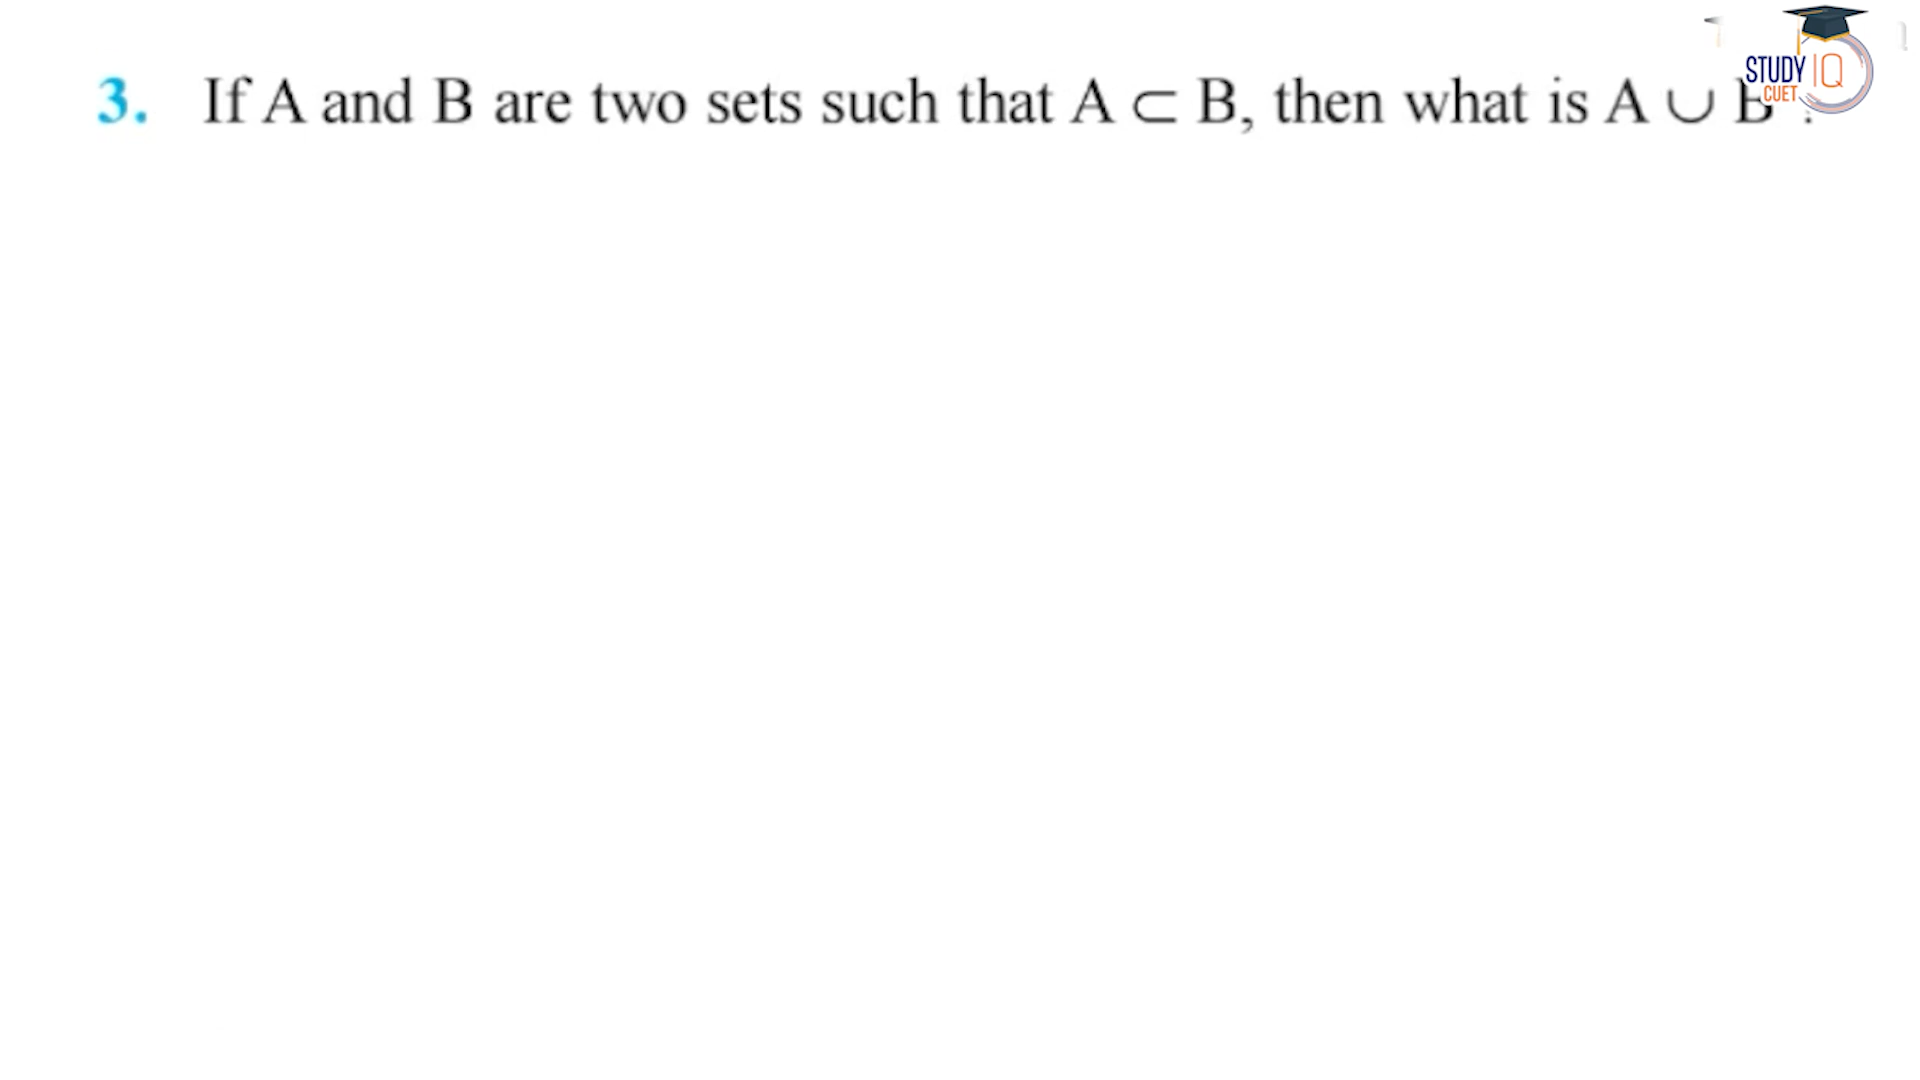 STUDY IQ
CUET
3. If A and B are two sets such that A ⊂ B, then what is A ∪ B ?